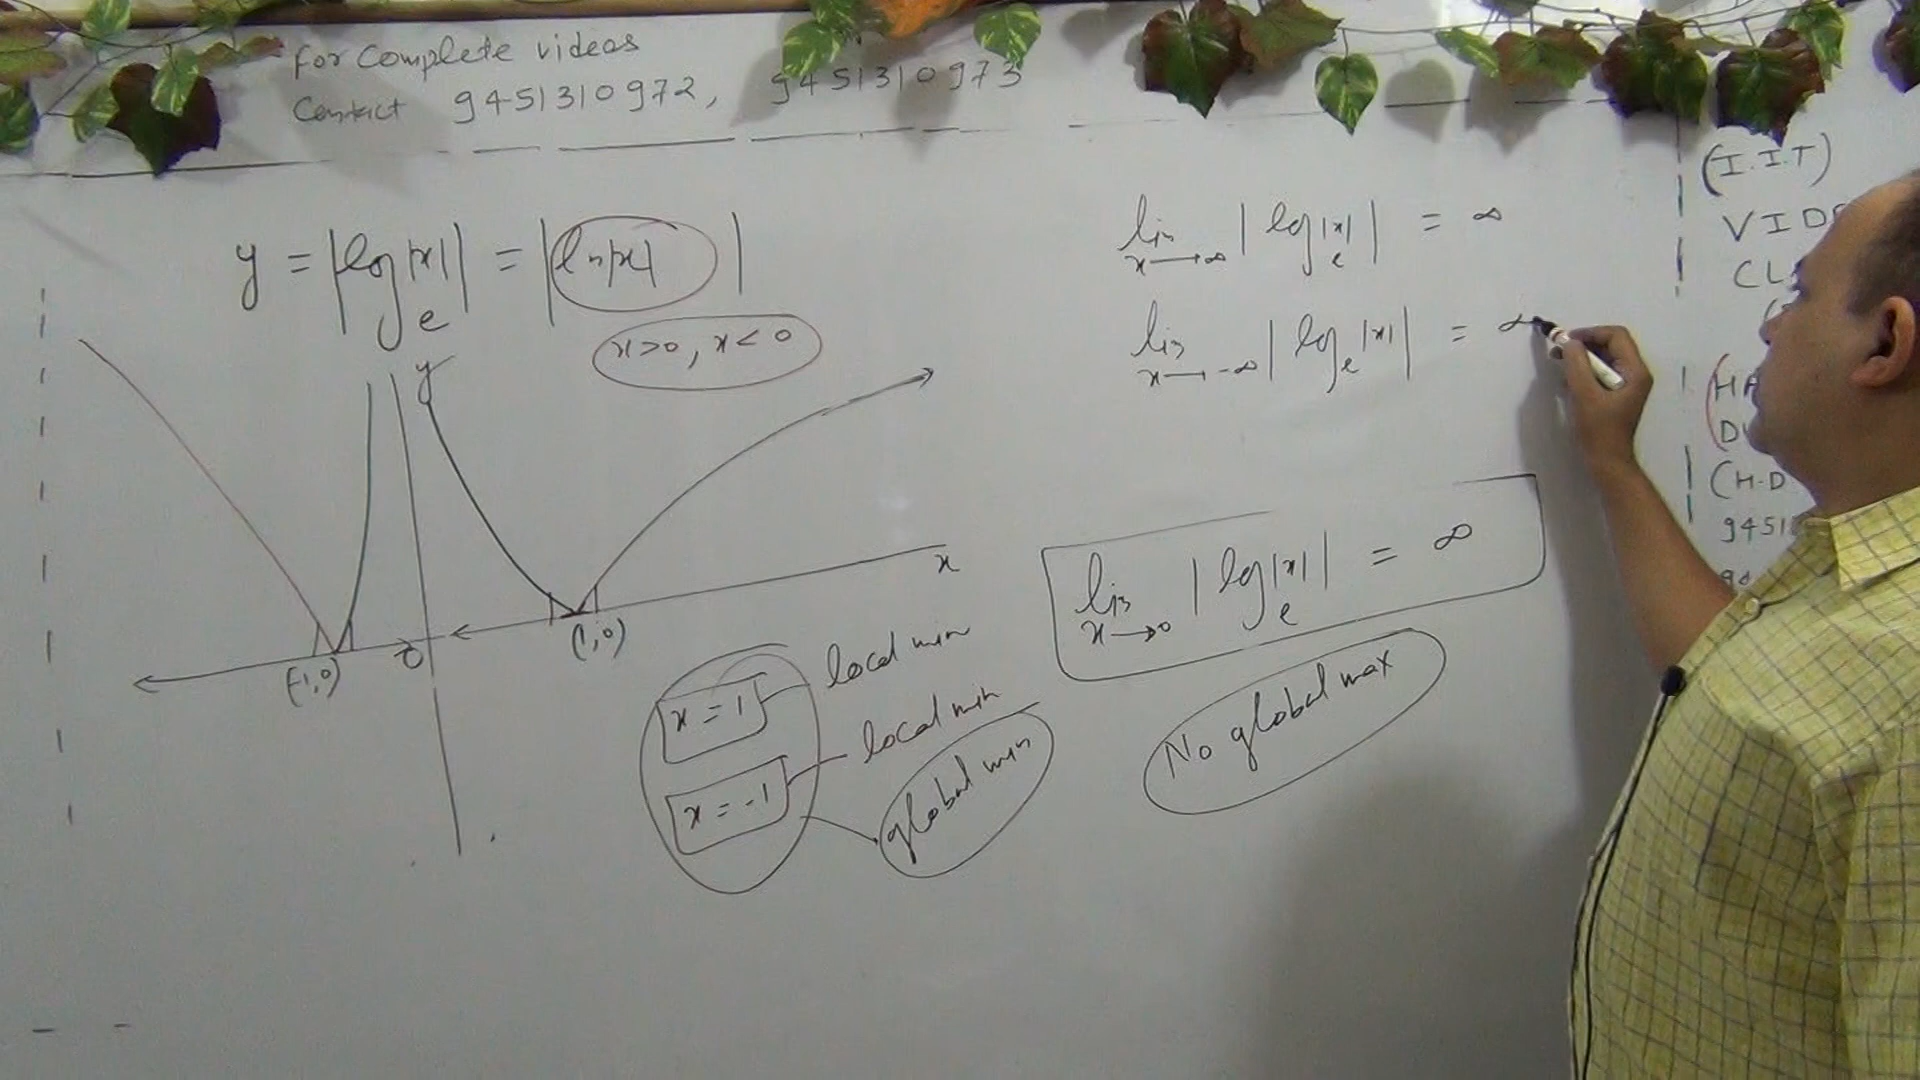 For Complete videos
Contact 9451310972, 9451310973
y = |log_e|x|| = |ln|x||
x>0, x<0
y
x
(-1,0)
O
(1,0)
x = 1 local min
x = -1 local min
global min
lim x→∞ |log_e|x|| = ∞
lim x→-∞ |log_e|x|| = ∞
lim x→0 |log_e|x|| = ∞
No global max
(I.I.T)
(H.D